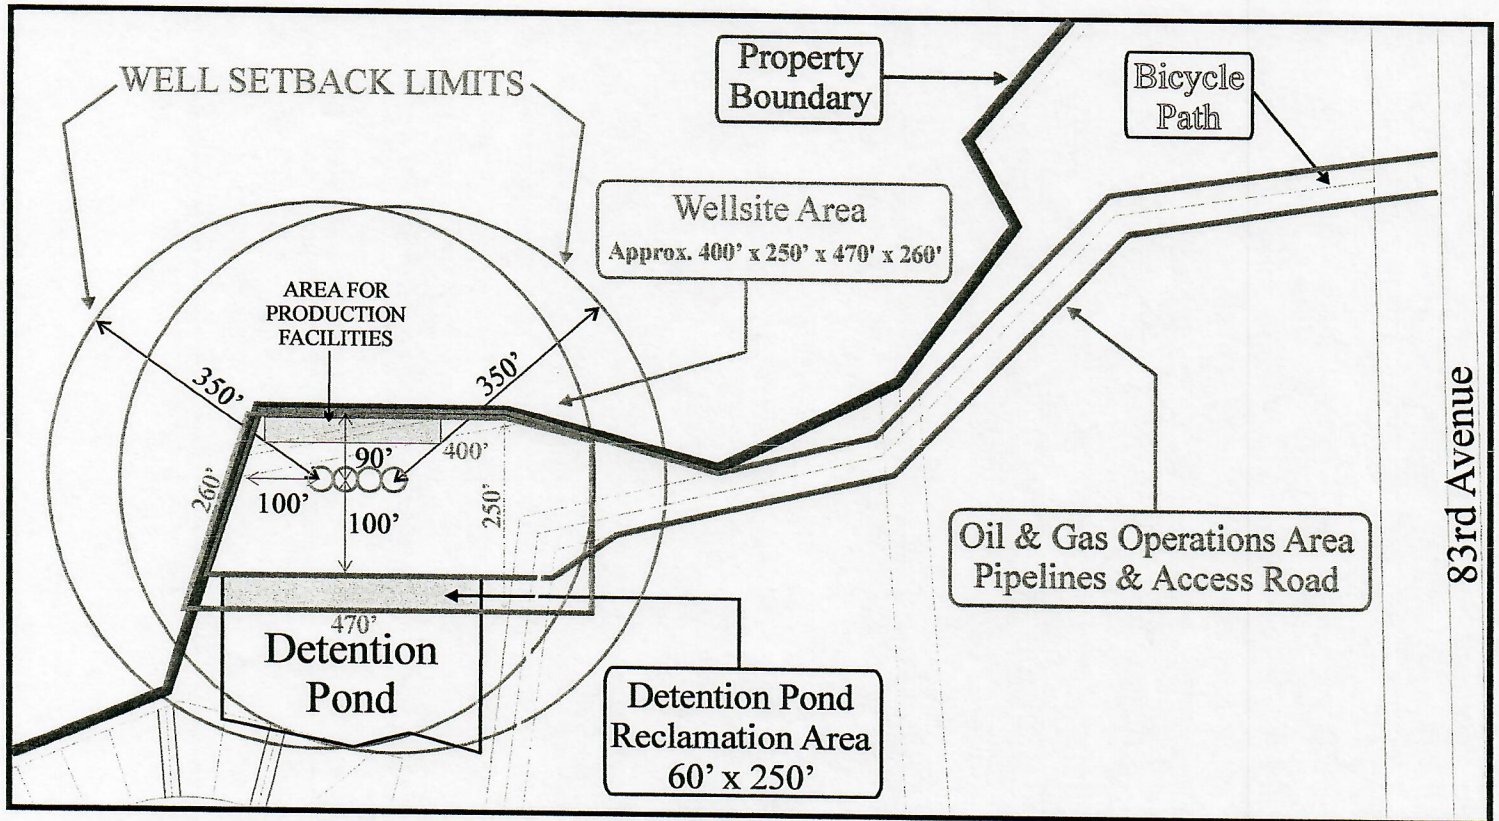 WELL SETBACK LIMITS
Property
Boundary
Bicycle
Path
Wellsite Area
Approx. 400' x 250' x 470' x 260'
AREA FOR
PRODUCTION
FACILITIES
350'
350'
90'
400'
260'
100'
100'
250'
470'
Detention
Pond
Detention Pond
Reclamation Area
60' x 250'
Oil & Gas Operations Area
Pipelines & Access Road
83rd Avenue